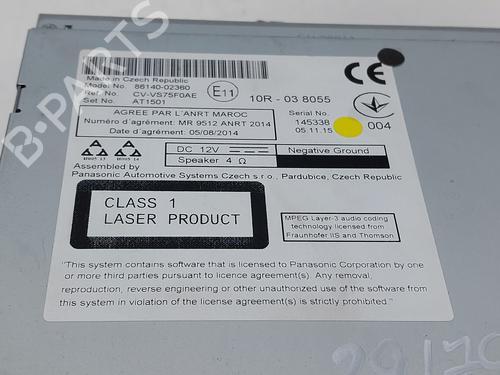 Made in Czech Republic
Model No. 86140-02360
Ref. No. CV-VS75F0AE
Set No. AT1501
E11
10R - 03 8055
CE
AGREE PAR L'ANRT MAROC
Numéro d'agrément: MR 9512 ANRT 2014
Date d'agrément: 05/08/2014
Serial No.
145338
05.11.15
004
DC 12V
Negative Ground
Speaker 4 Ω
Assembled by
Panasonic Automotive Systems Czech s.r.o., Pardubice, Czech Republic
CLASS 1
LASER PRODUCT
MPEG Layer-3 audio coding
technology licensed from
Fraunhofer IIS and Thomson
"This system contains software that is licensed to Panasonic Corporation by one
or more third parties pursuant to licence agreement(s). Any removal,
reproduction, reverse engineering or other unauthorized use of the software
this system in violation of the agreement(s) is strictly prohibited."
B-PARTS